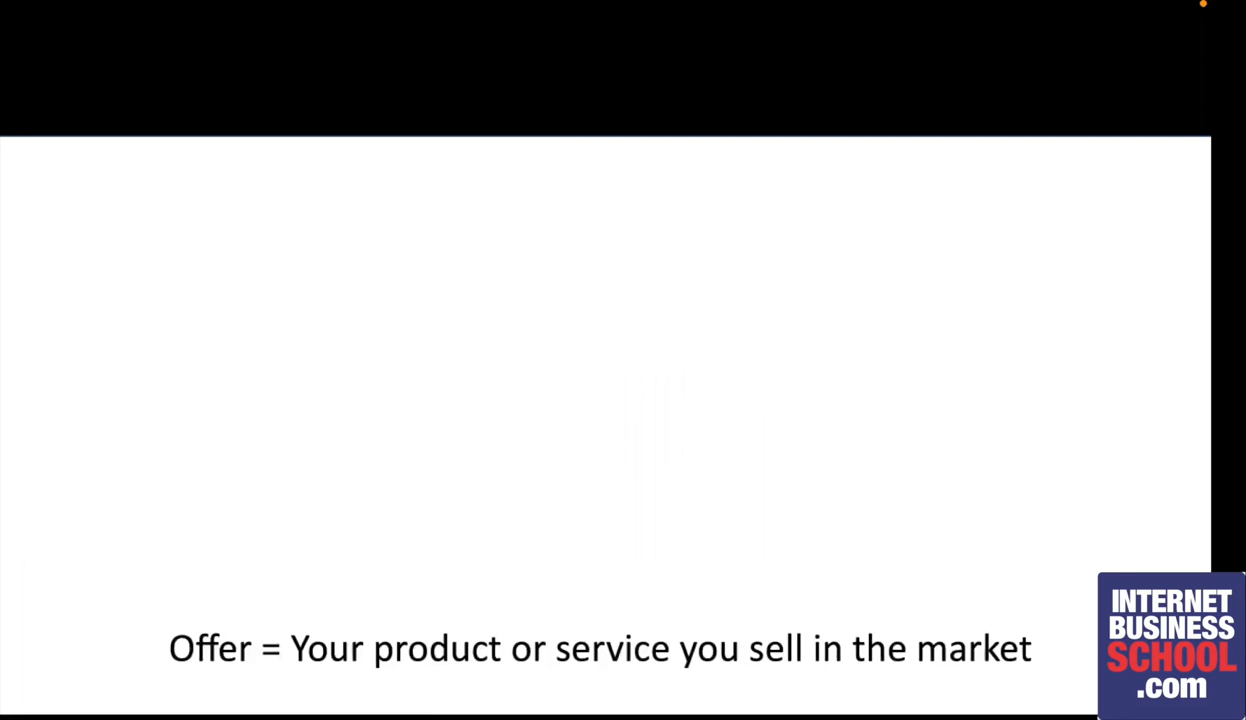 Offer = Your product or service you sell in the market
INTERNET
BUSINESS
SCHOOL
.com